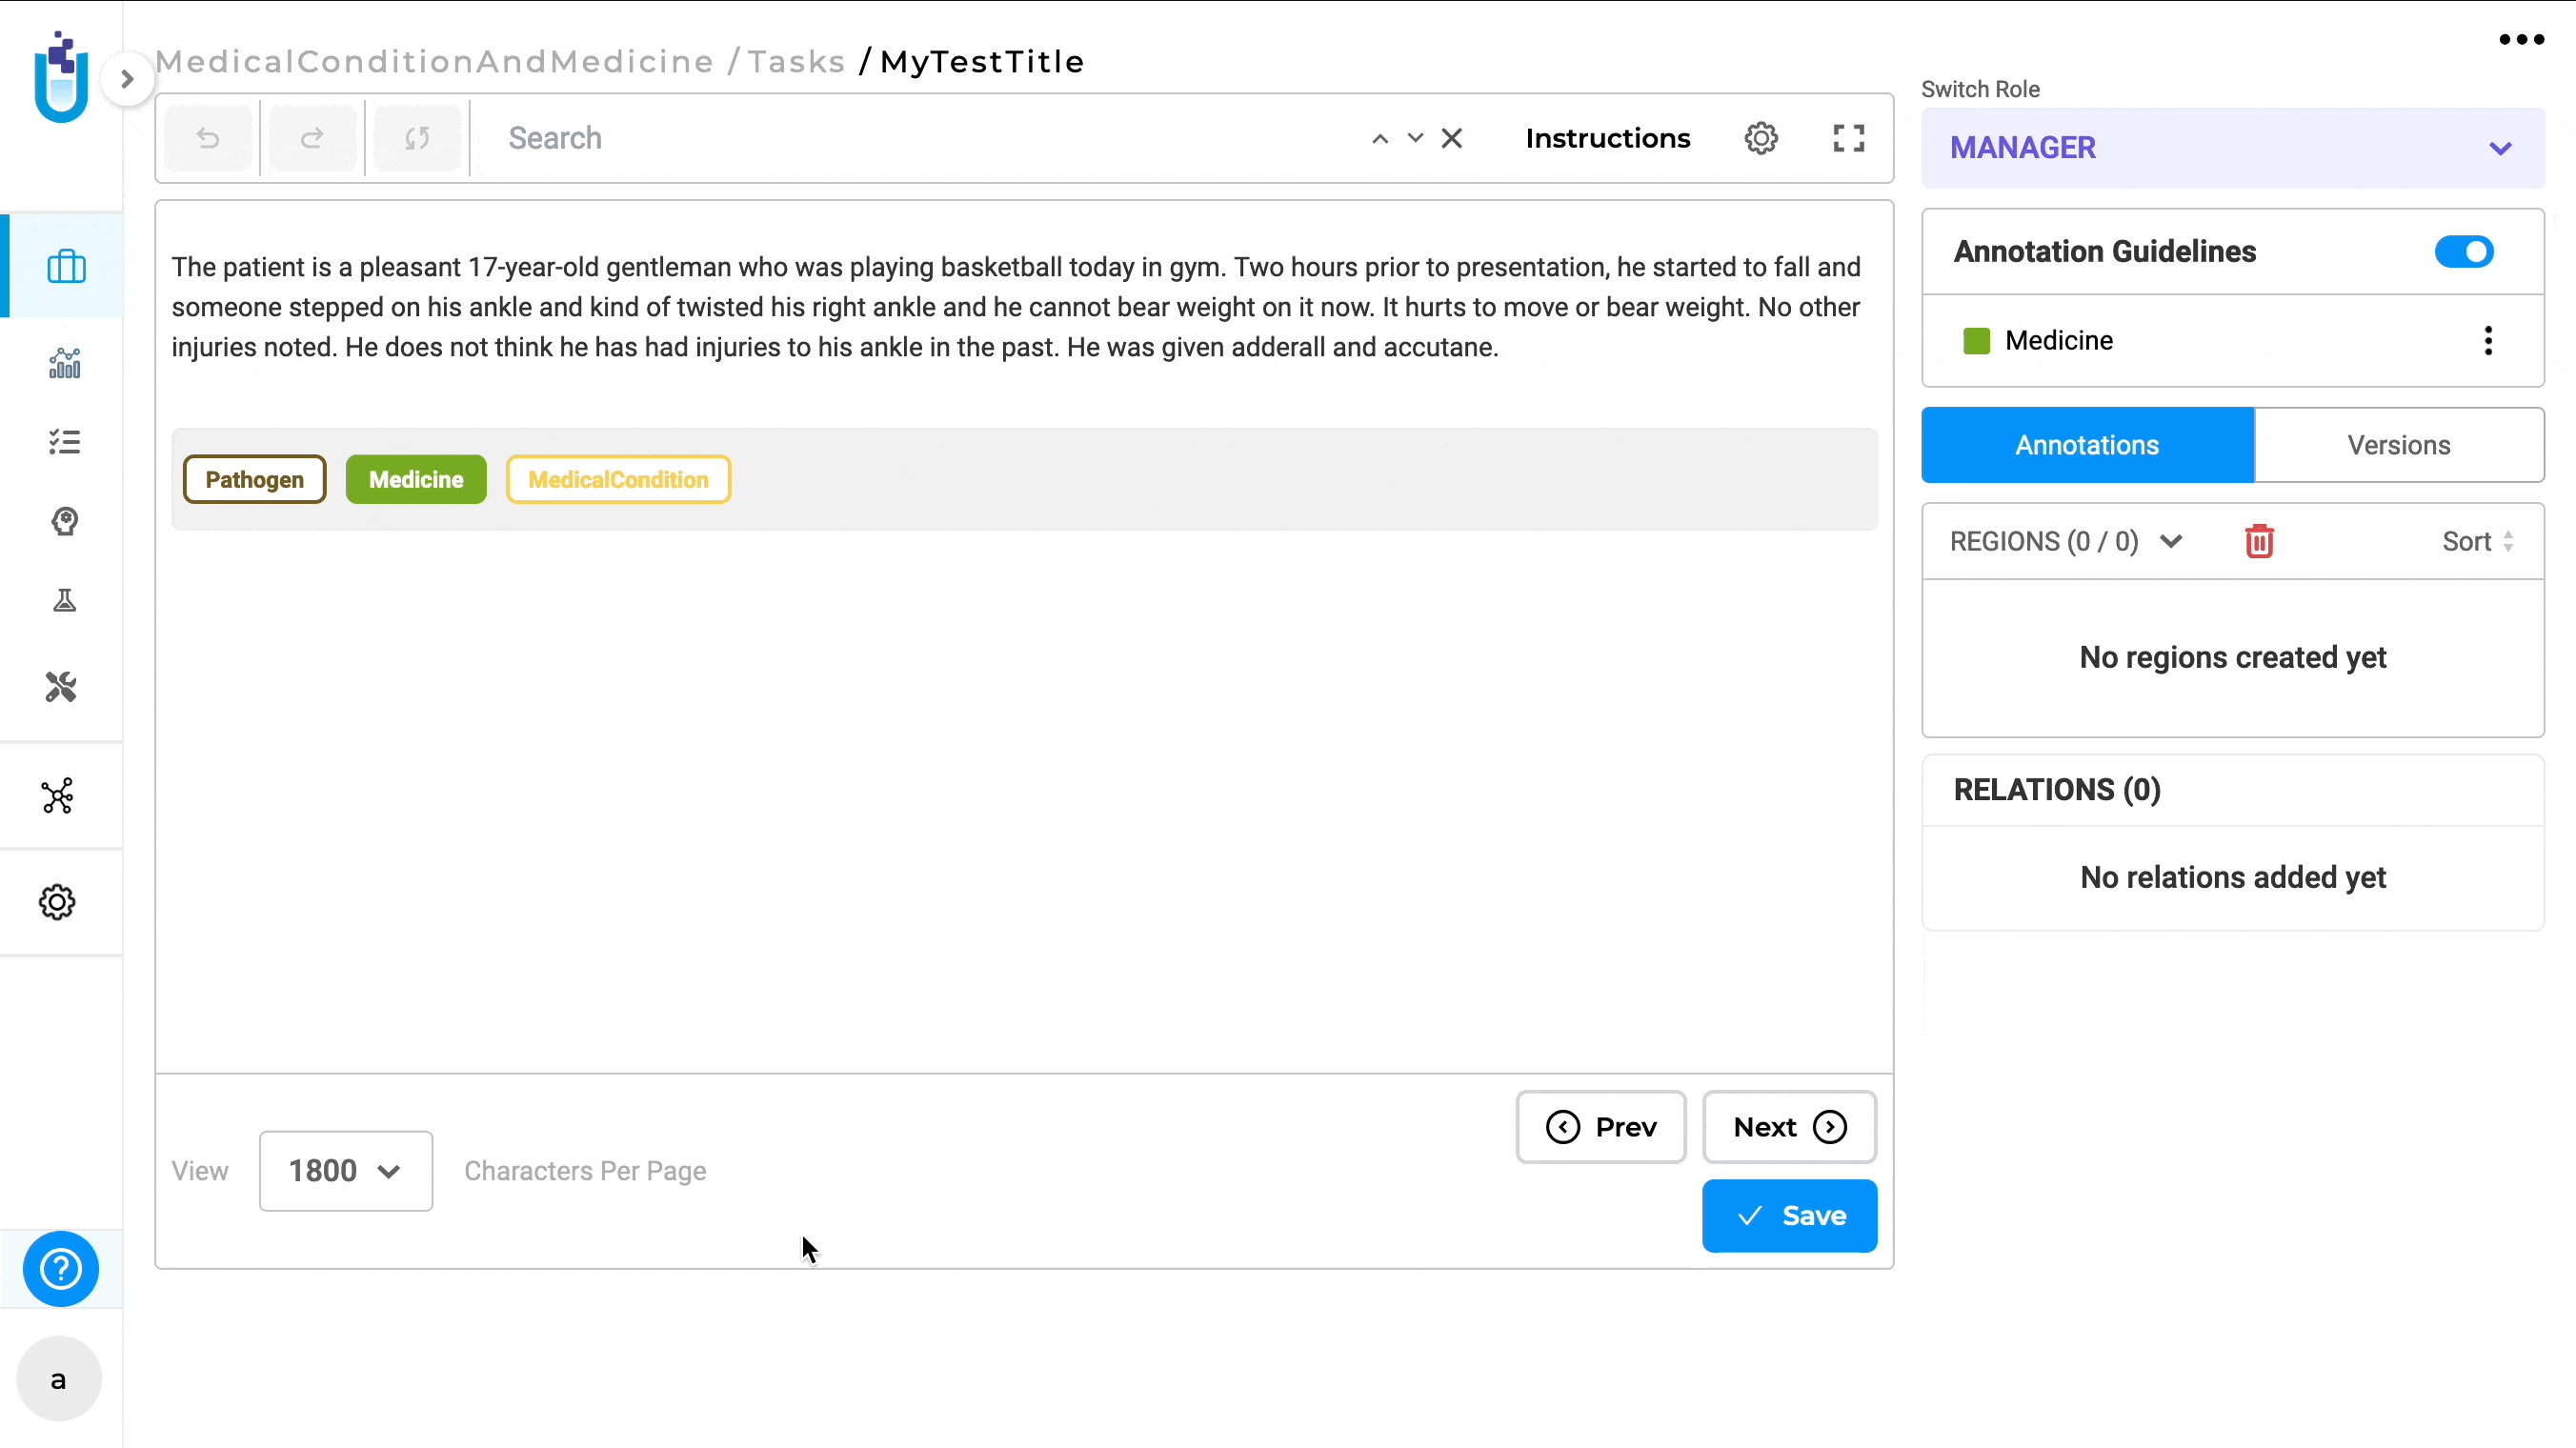 MedicalConditionAndMedicine / Tasks / MyTestTitle
Search
Instructions
The patient is a pleasant 17-year-old gentleman who was playing basketball today in gym. Two hours prior to presentation, he started to fall and
someone stepped on his ankle and kind of twisted his right ankle and he cannot bear weight on it now. It hurts to move or bear weight. No other
injuries noted. He does not think he has had injuries to his ankle in the past. He was given adderall and accutane.
Pathogen
Medicine
MedicalCondition
Prev
Next
View
1800
Characters Per Page
Save
Switch Role
MANAGER
Annotation Guidelines
Medicine
Annotations
Versions
REGIONS (0 / 0)
Sort
No regions created yet
RELATIONS (0)
No relations added yet
?
a